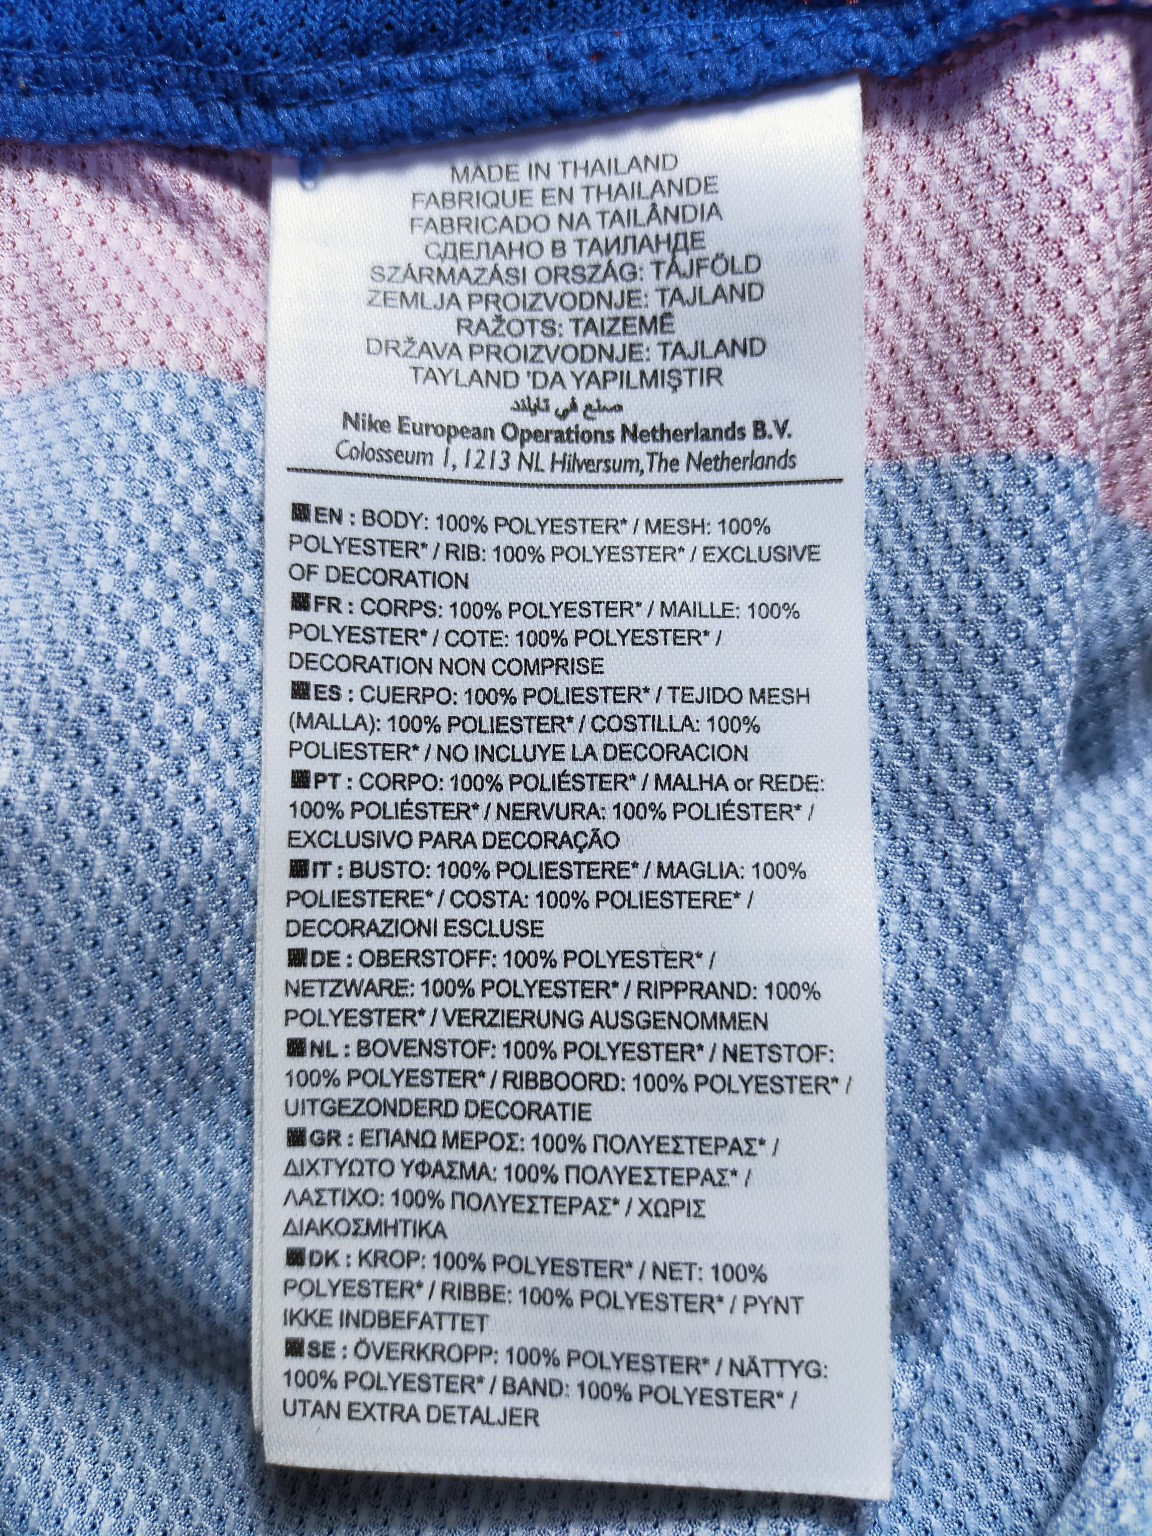 MADE IN THAILAND
FABRIQUE EN THAILANDE
FABRICADO NA TAILÂNDIA
СДЕЛАНО В ТАИЛАНДЕ
SZÁRMAZÁSI ORSZÁG: TÁJFÖLD
ZEMLJA PROIZVODNJE: TAJLAND
RAŽOTS: TAIZEMĒ
DRŽAVA PROIZVODNJE: TAJLAND
TAYLAND 'DA YAPILMIŞTIR
صنع في تايلند
Nike European Operations Netherlands B.V.
Colosseum 1, 1213 NL Hilversum, The Netherlands
EN : BODY: 100% POLYESTER* / MESH: 100%
POLYESTER* / RIB: 100% POLYESTER* / EXCLUSIVE
OF DECORATION
FR : CORPS: 100% POLYESTER* / MAILLE: 100%
POLYESTER* / COTE: 100% POLYESTER* /
DECORATION NON COMPRISE
ES : CUERPO: 100% POLIESTER* / TEJIDO MESH
(MALLA): 100% POLIESTER* / COSTILLA: 100%
POLIESTER* / NO INCLUYE LA DECORACION
PT : CORPO: 100% POLIÉSTER* / MALHA or REDE:
100% POLIÉSTER* / NERVURA: 100% POLIÉSTER* /
EXCLUSIVO PARA DECORAÇÃO
IT : BUSTO: 100% POLIESTERE* / MAGLIA: 100%
POLIESTERE* / COSTA: 100% POLIESTERE* /
DECORAZIONI ESCLUSE
DE : OBERSTOFF: 100% POLYESTER* /
NETZWARE: 100% POLYESTER* / RIPPRAND: 100%
POLYESTER* / VERZIERUNG AUSGENOMMEN
NL : BOVENSTOF: 100% POLYESTER* / NETSTOF:
100% POLYESTER* / RIBBOORD: 100% POLYESTER* /
UITGEZONDERD DECORATIE
GR : ΕΠΑΝΩ ΜΕΡΟΣ: 100% ΠΟΛΥΕΣΤΕΡΑΣ* /
ΔΙΧΤΥΩΤΟ ΥΦΑΣΜΑ: 100% ΠΟΛΥΕΣΤΕΡΑΣ* /
ΛΑΣΤΙΧΟ: 100% ΠΟΛΥΕΣΤΕΡΑΣ* / ΧΩΡΙΣ
ΔΙΑΚΟΣΜΗΤΙΚΑ
DK : KROP: 100% POLYESTER* / NET: 100%
POLYESTER* / RIBBE: 100% POLYESTER* / PYNT
IKKE INDBEFATTET
SE : ÖVERKROPP: 100% POLYESTER* / NÄTTYG:
100% POLYESTER* / BAND: 100% POLYESTER* /
UTAN EXTRA DETALJER